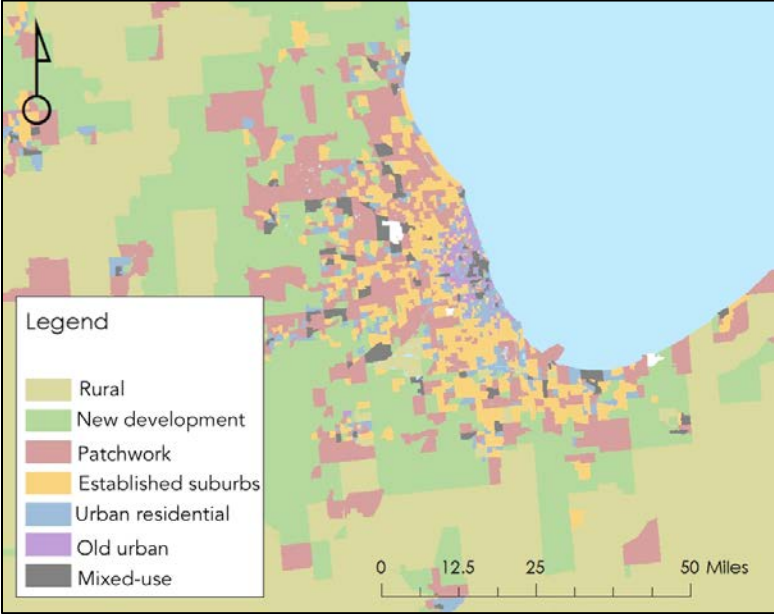 Legend
Rural
New development
Patchwork
Established suburbs
Urban residential
Old urban
Mixed-use
0 12.5 25 50 Miles